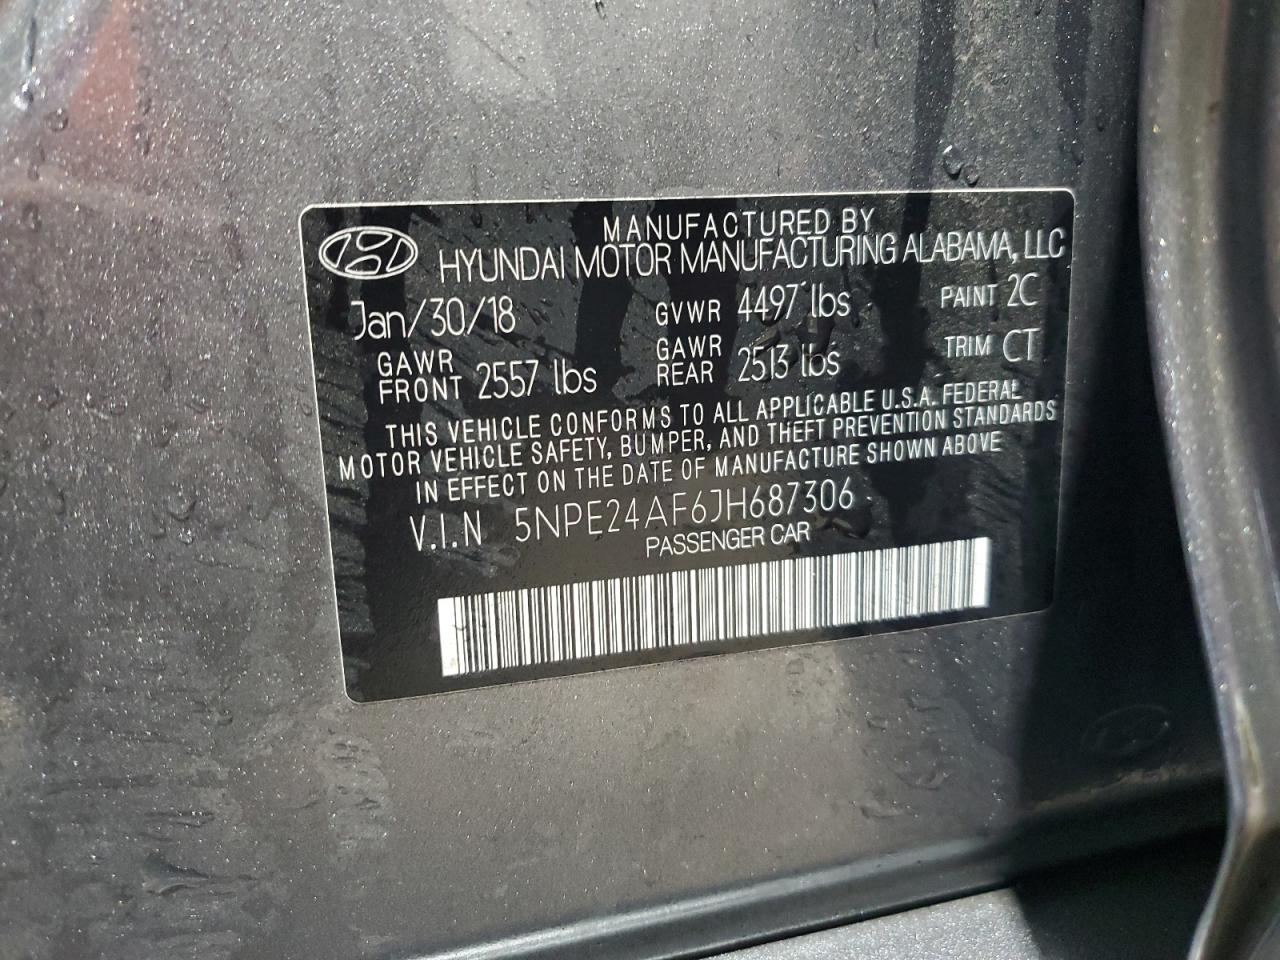 MANUFACTURED BY
HYUNDAI MOTOR MANUFACTURING ALABAMA, LLC
Jan/30/18 GVWR 4497 lbs PAINT 2C
GAWR FRONT 2557 lbs GAWR REAR 2513 lbs TRIM CT
THIS VEHICLE CONFORMS TO ALL APPLICABLE U.S.A. FEDERAL
MOTOR VEHICLE SAFETY, BUMPER, AND THEFT PREVENTION STANDARDS
IN EFFECT ON THE DATE OF MANUFACTURE SHOWN ABOVE
V.I.N 5NPE24AF6JH687306
PASSENGER CAR